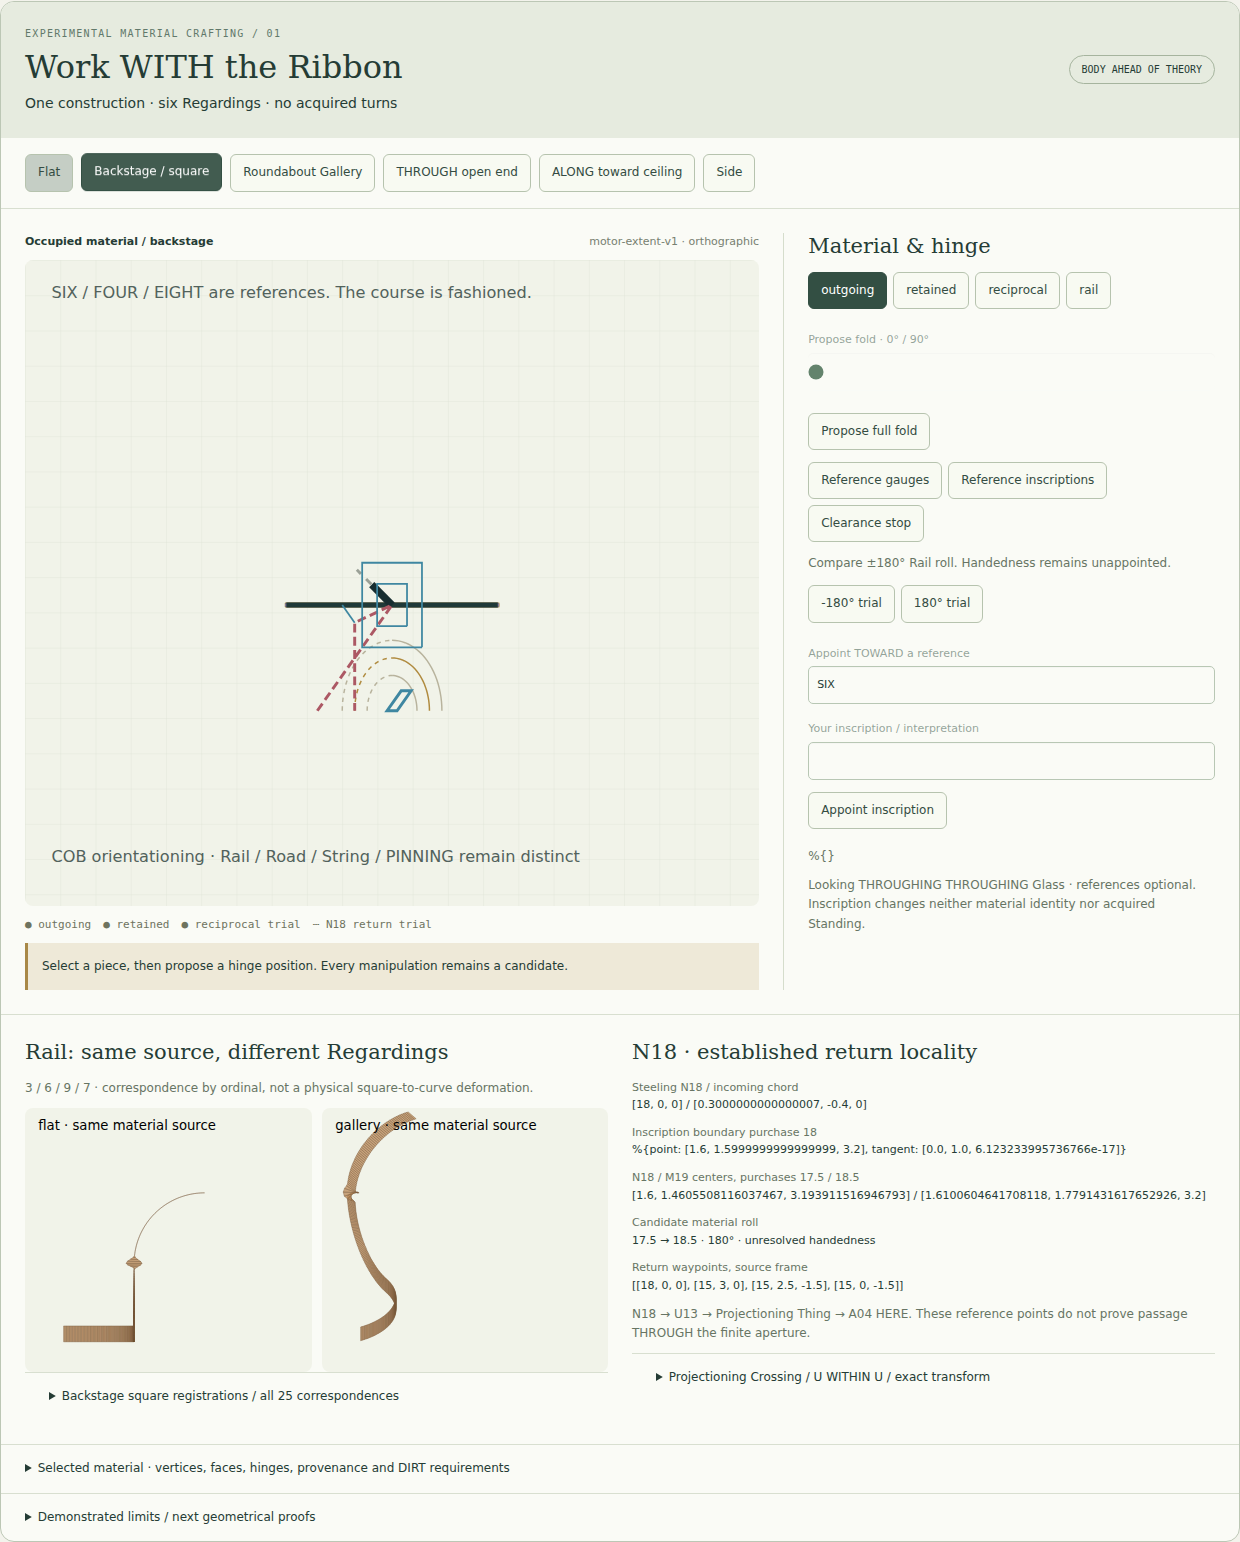 EXPERIMENTAL MATERIAL CRAFTING / 01
Work WITH the Ribbon
One construction · six Regardings · no acquired turns
BODY AHEAD OF THEORY
Flat
Backstage / square
Roundabout Gallery
THROUGH open end
ALONG toward ceiling
Side
Occupied material / backstage
motor-extent-v1 · orthographic
SIX / FOUR / EIGHT are references. The course is fashioned.
COB orientationing · Rail / Road / String / PINNING remain distinct
● outgoing ● retained ● reciprocal trial — N18 return trial
Select a piece, then propose a hinge position. Every manipulation remains a candidate.
Material & hinge
outgoing
retained
reciprocal
rail
Propose fold · 0° / 90°
Propose full fold
Reference gauges
Reference inscriptions
Clearance stop
Compare ±180° Rail roll. Handedness remains unappointed.
-180° trial
180° trial
Appoint TOWARD a reference
SIX
Your inscription / interpretation
Appoint inscription
%{}
Looking THROUGHING THROUGHING Glass · references optional.
Inscription changes neither material identity nor acquired
Standing.
Rail: same source, different Regardings
3 / 6 / 9 / 7 · correspondence by ordinal, not a physical square-to-curve deformation.
flat · same material source
gallery · same material source
▶ Backstage square registrations / all 25 correspondences
N18 · established return locality
Steeling N18 / incoming chord
[18, 0, 0] / [0.3000000000000007, -0.4, 0]
Inscription boundary purchase 18
%{point: [1.6, 1.5999999999999999, 3.2], tangent: [0.0, 1.0, 6.123233995736766e-17]}
N18 / M19 centers, purchases 17.5 / 18.5
[1.6, 1.4605508116037467, 3.193911516946793] / [1.6100604641708118, 1.7791431617652926, 3.2]
Candidate material roll
17.5 → 18.5 · 180° · unresolved handedness
Return waypoints, source frame
[[18, 0, 0], [15, 3, 0], [15, 2.5, -1.5], [15, 0, -1.5]]
N18 → U13 → Projectioning Thing → A04 HERE. These reference points do not prove passage
THROUGH the finite aperture.
▶ Projectioning Crossing / U WITHIN U / exact transform
▶ Selected material · vertices, faces, hinges, provenance and DIRT requirements
▶ Demonstrated limits / next geometrical proofs